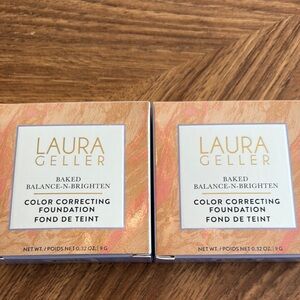 LAURA
GELLER
BAKED
BALANCE-N-BRIGHTEN
COLOR CORRECTING
FOUNDATION
FOND DE TEINT
NET WT. / POIDS NET 0.32 OZ. | 9 G
LAURA
GELLER
BAKED
BALANCE-N-BRIGHTEN
COLOR CORRECTING
FOUNDATION
FOND DE TEINT
NET WT. / POIDS NET 0.32 OZ. | 9 G